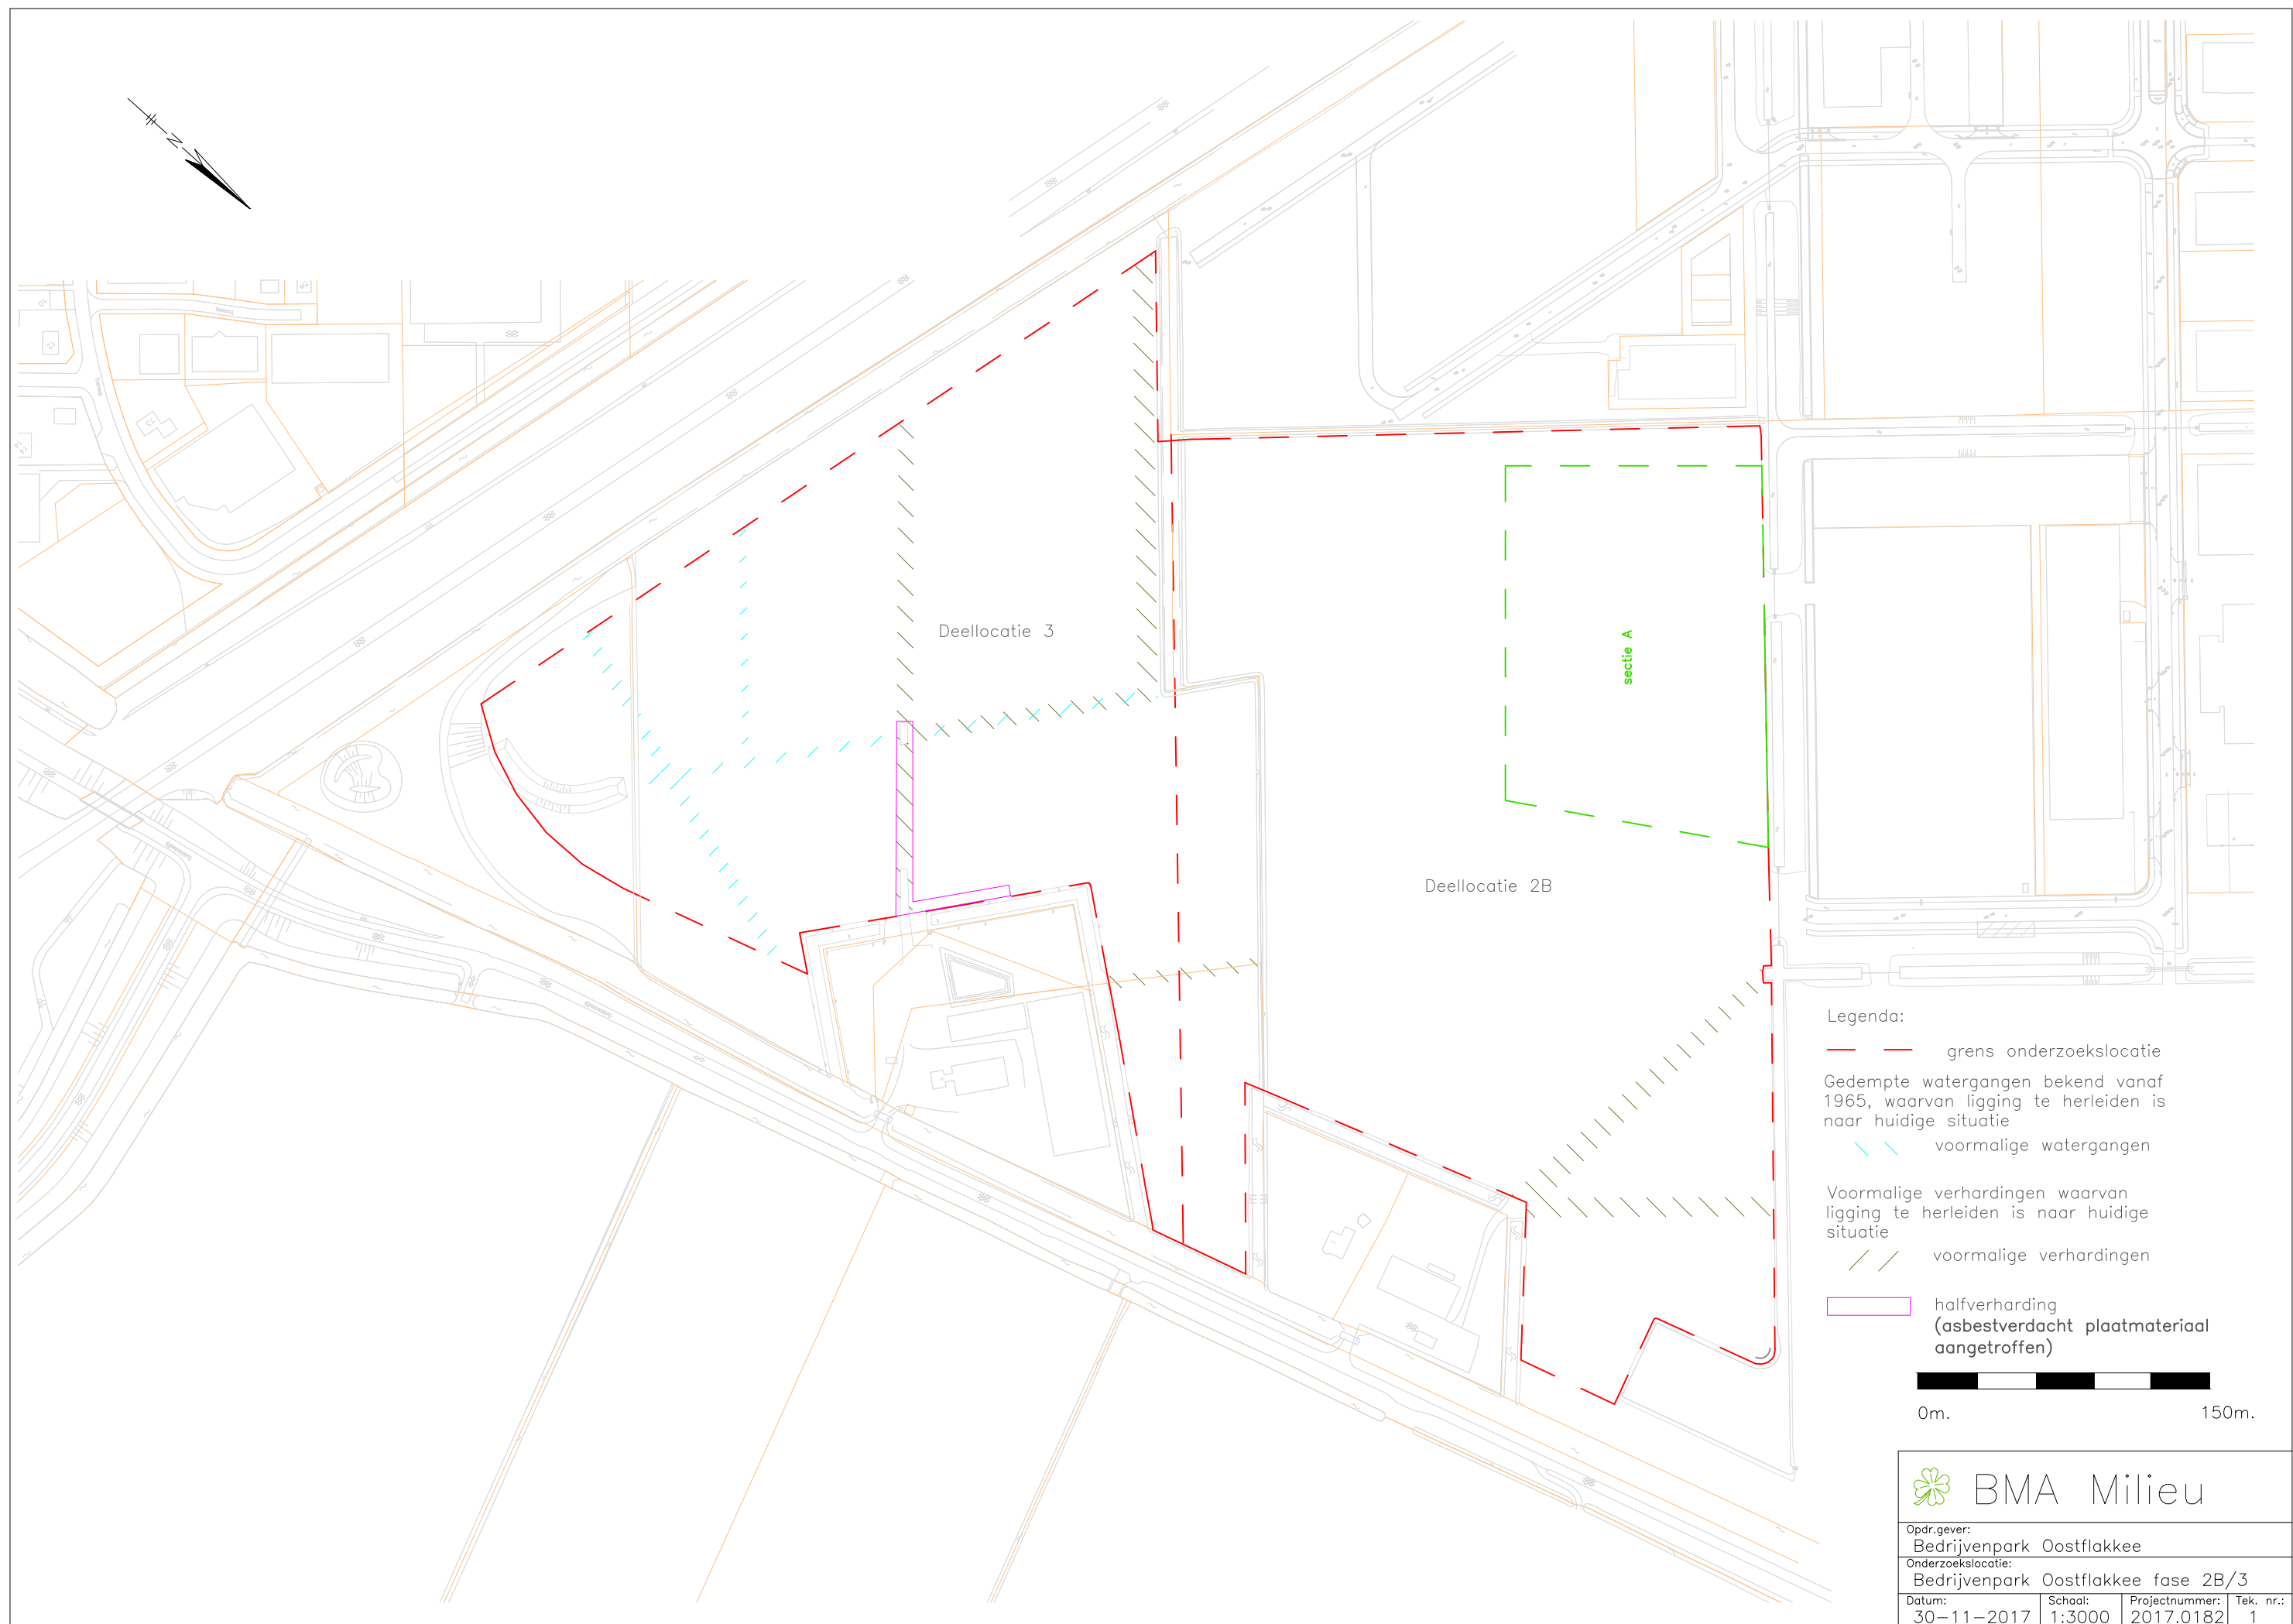 N
Deellocatie 3
sectie A
Deellocatie 2B
Legenda:
grens onderzoekslocatie
Gedempte watergangen bekend vanaf
1965, waarvan ligging te herleiden is
naar huidige situatie
voormalige watergangen
Voormalige verhardingen waarvan
ligging te herleiden is naar huidige
situatie
voormalige verhardingen
halfverharding
(asbestverdacht plaatmateriaal
aangetroffen)
0m. 150m.
BMA Milieu
Opdr.gever:
Bedrijvenpark Oostflakkee
Onderzoekslocatie:
Bedrijvenpark Oostflakkee fase 2B/3
Datum: Schaal: Projectnummer: Tek. nr.:
30-11-2017 1:3000 2017.0182 1